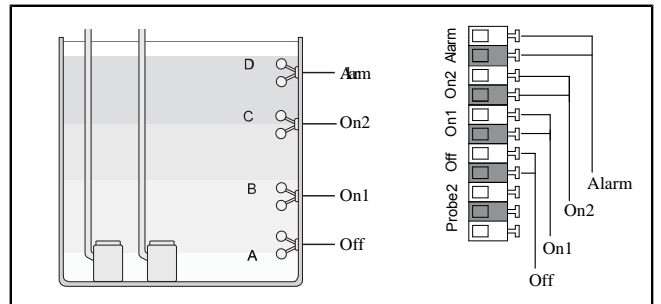 D
Alarm
C
On2
B
On1
A
Off
Alarm
On2
On1
Off
Probe2
Alarm
On2
On1
Off